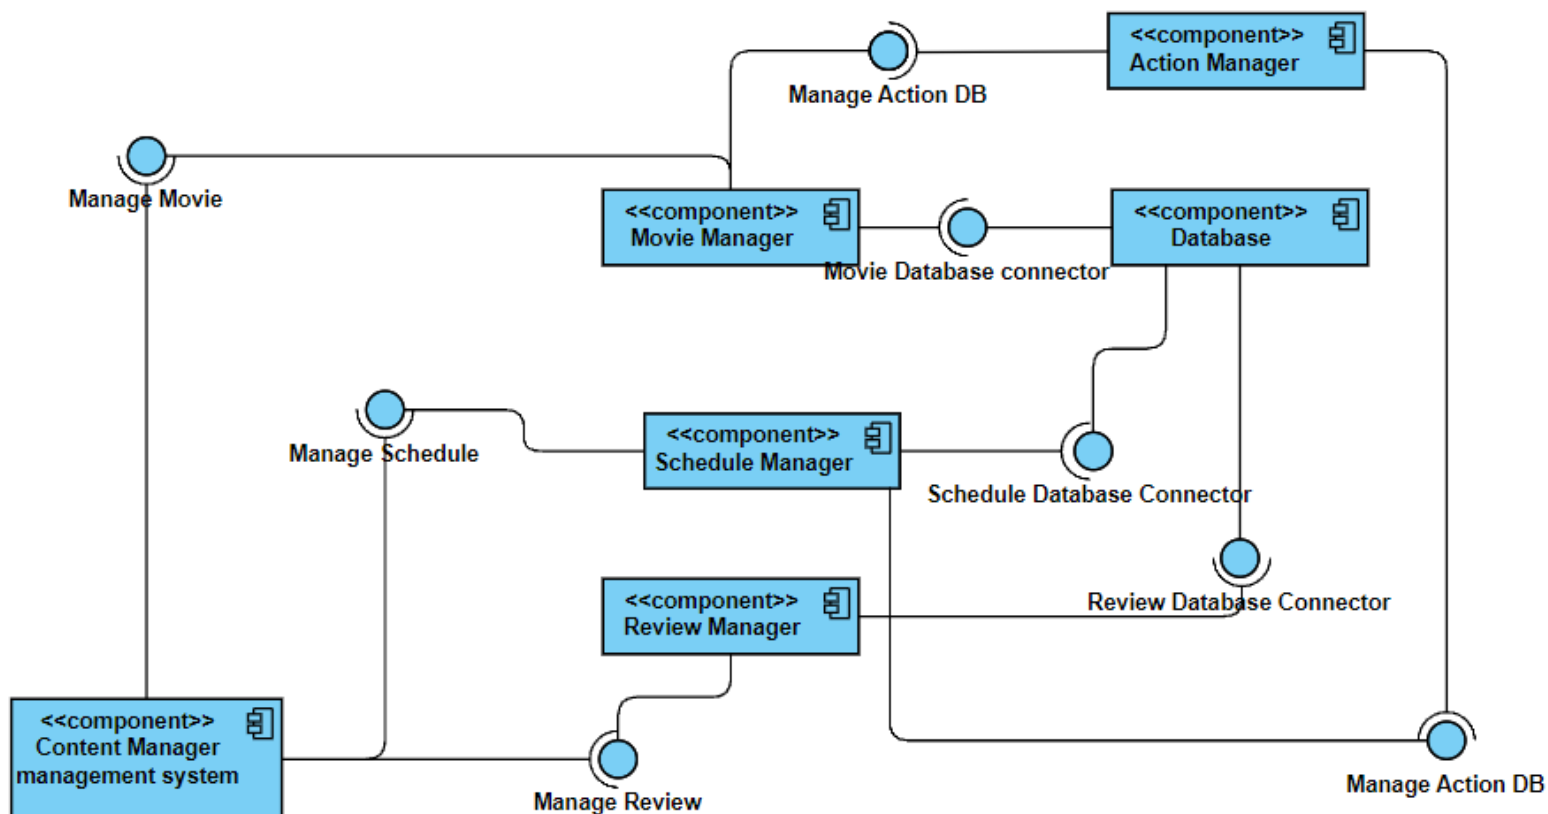 <<component>>
Action Manager
Manage Action DB
Manage Movie
<<component>>
Movie Manager
<<component>>
Database
Movie Database connector
<<component>>
Schedule Manager
Manage Schedule
Schedule Database Connector
<<component>>
Review Manager
Review Database Connector
<<component>>
Content Manager
management system
Manage Review
Manage Action DB